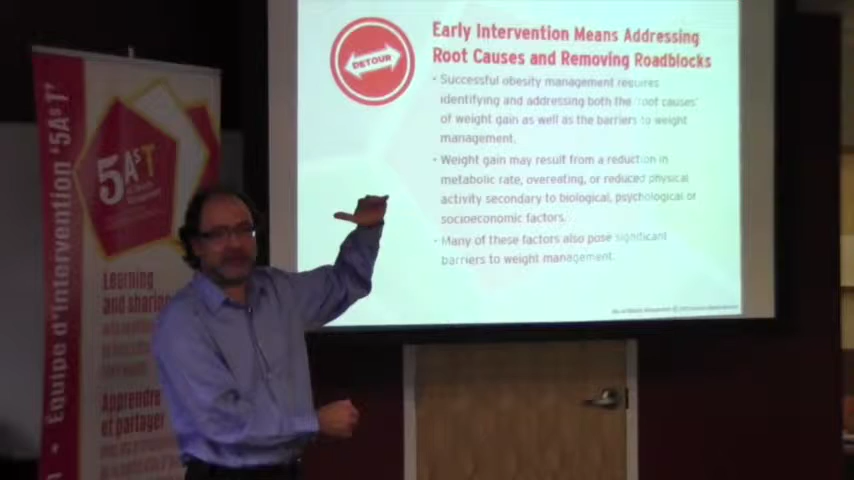 DETOUR
Early Intervention Means Addressing
Root Causes and Removing Roadblocks
• Successful obesity management requires
identifying and addressing both the 'root causes'
of weight gain as well as the barriers to weight
management.
• Weight gain may result from a reduction in
metabolic rate, overeating, or reduced physical
activity secondary to biological, psychological or
socioeconomic factors.
• Many of these factors also pose significant
barriers to weight management.
Équipe d'Intervention '5AsT'
5AsT
Learning
and sharing
Apprendre
et partager